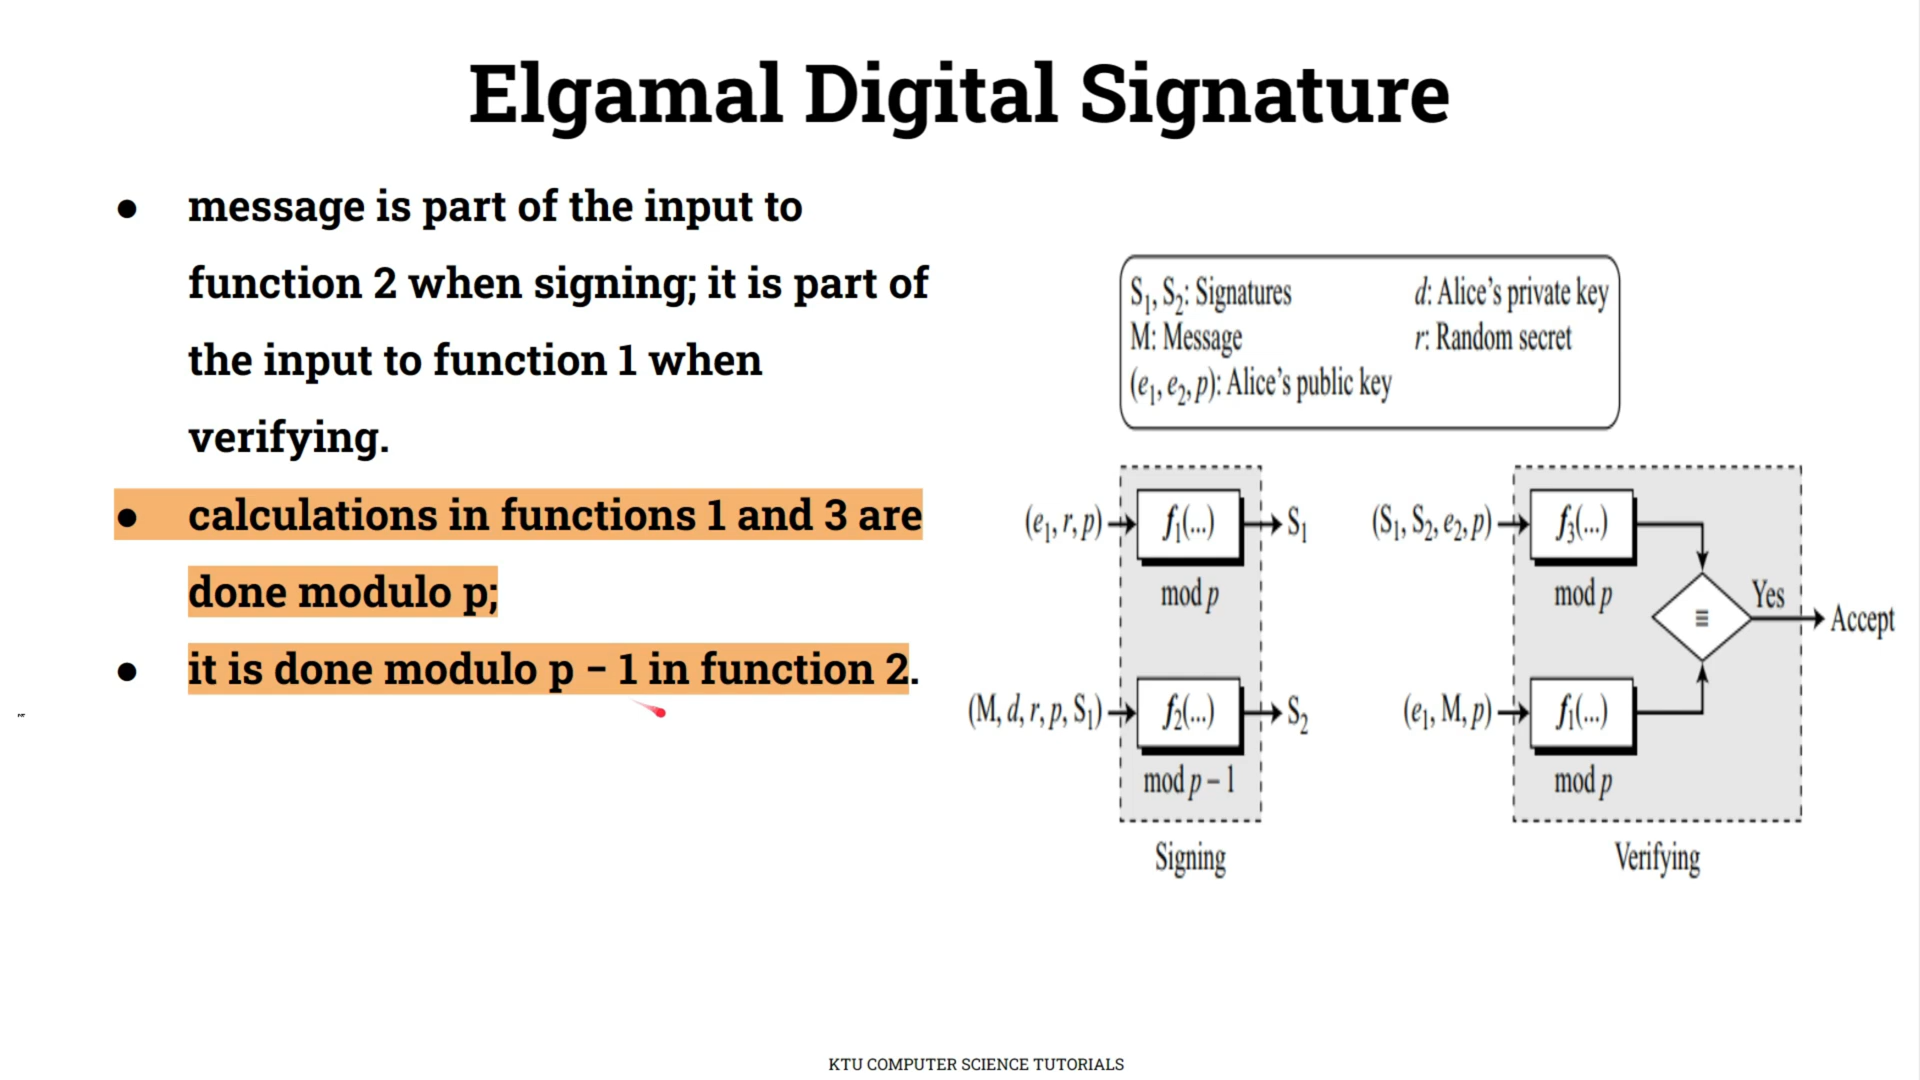 Elgamal Digital Signature
● message is part of the input to
function 2 when signing; it is part of
the input to function 1 when
verifying.
● calculations in functions 1 and 3 are
done modulo p;
● it is done modulo p − 1 in function 2.
S₁, S₂: Signatures d: Alice's private key
M: Message r: Random secret
(e₁, e₂, p): Alice's public key
(e₁, r, p) f₁(...) S₁
mod p
(M, d, r, p, S₁) f₂(...) S₂
mod p – 1
Signing
(S₁, S₂, e₂, p) f₃(...)
mod p
≡ Yes Accept
(e₁, M, p) f₁(...)
mod p
Verifying
KTU COMPUTER SCIENCE TUTORIALS